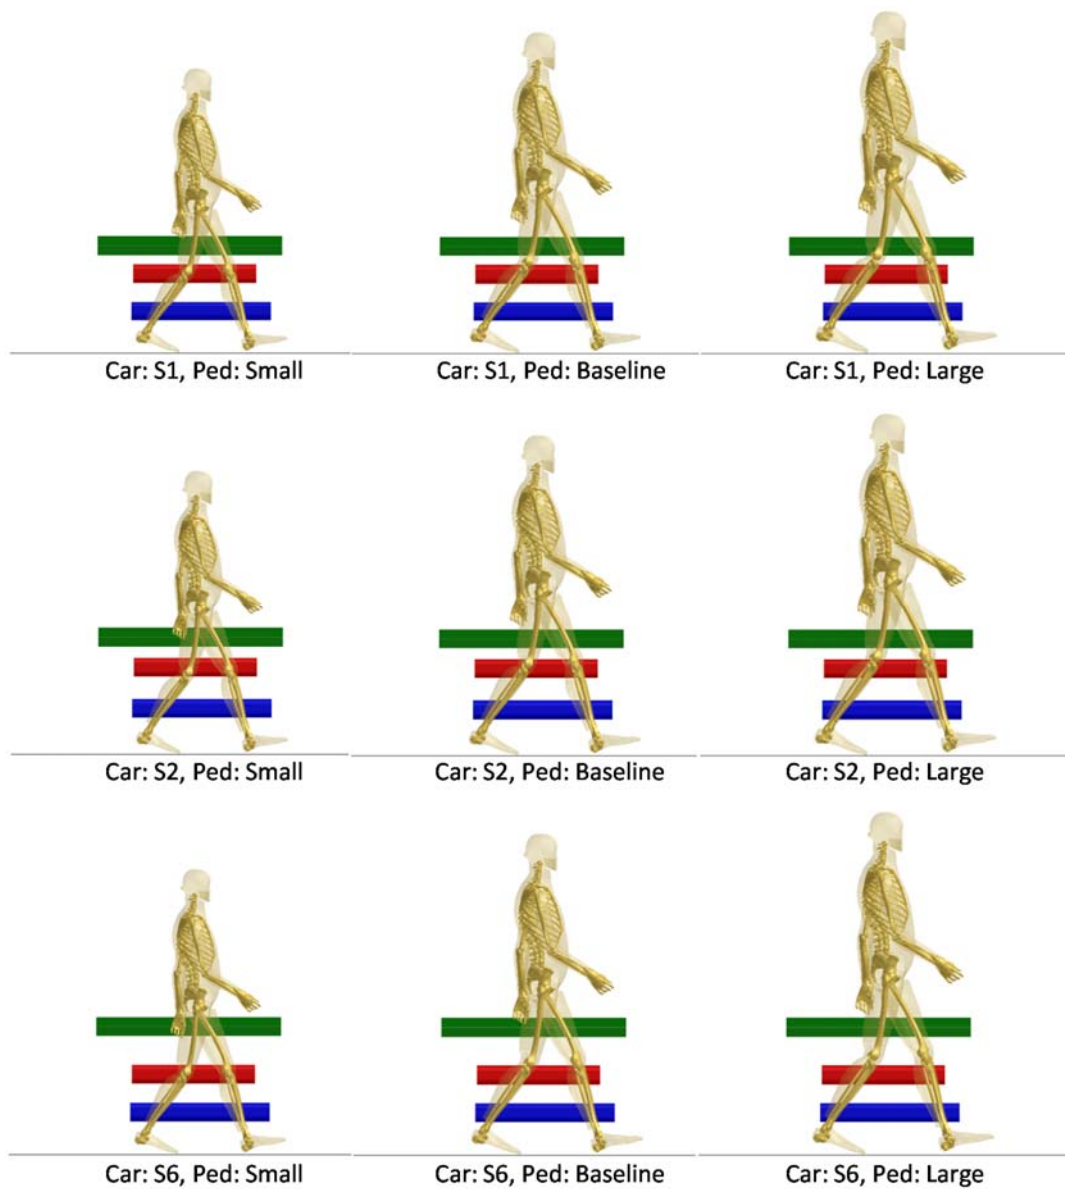 Car: S1, Ped: Small
Car: S1, Ped: Baseline
Car: S1, Ped: Large
Car: S2, Ped: Small
Car: S2, Ped: Baseline
Car: S2, Ped: Large
Car: S6, Ped: Small
Car: S6, Ped: Baseline
Car: S6, Ped: Large